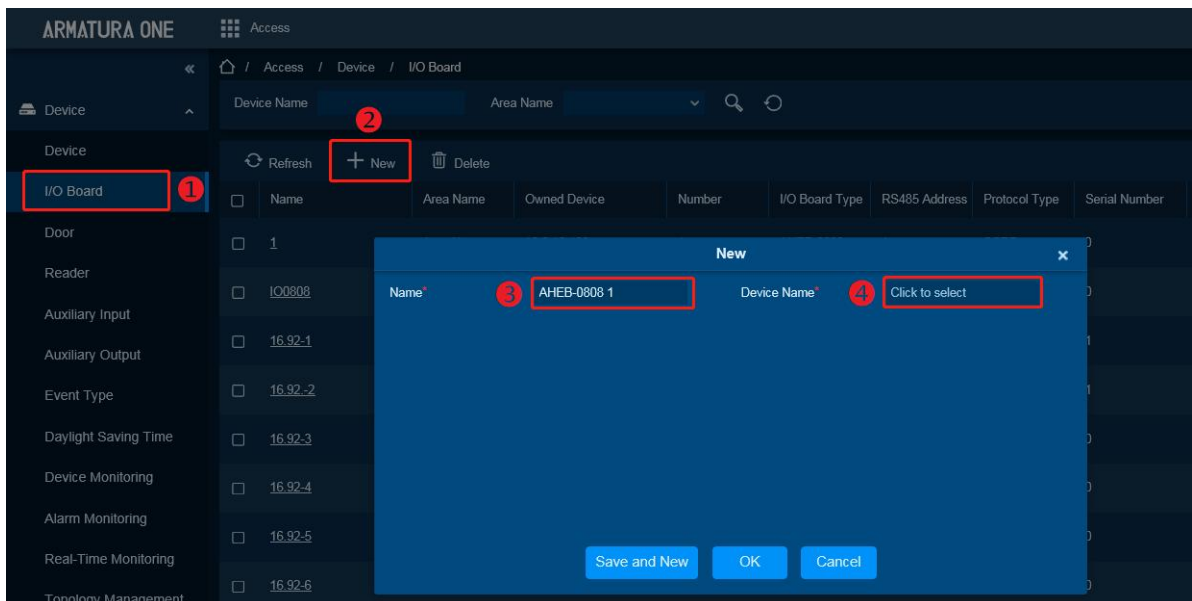 ARMATURA ONE Access
« / Access / Device / I/O Board
Device
Device Name Area Name
2
Device
Refresh + New Delete
I/O Board 1
Name Area Name Owned Device Number I/O Board Type RS485 Address Protocol Type Serial Number
Door
1
New ×
Reader
IO0808
Name* 3 AHEB-0808 1 Device Name* 4 Click to select
Auxiliary Input
16.92-1
Auxiliary Output
Event Type
16.92.-2
Daylight Saving Time
16.92-3
Device Monitoring
16.92-4
Alarm Monitoring
16.92-5
Real-Time Monitoring
Save and New OK Cancel
16.92-6
Topology Management